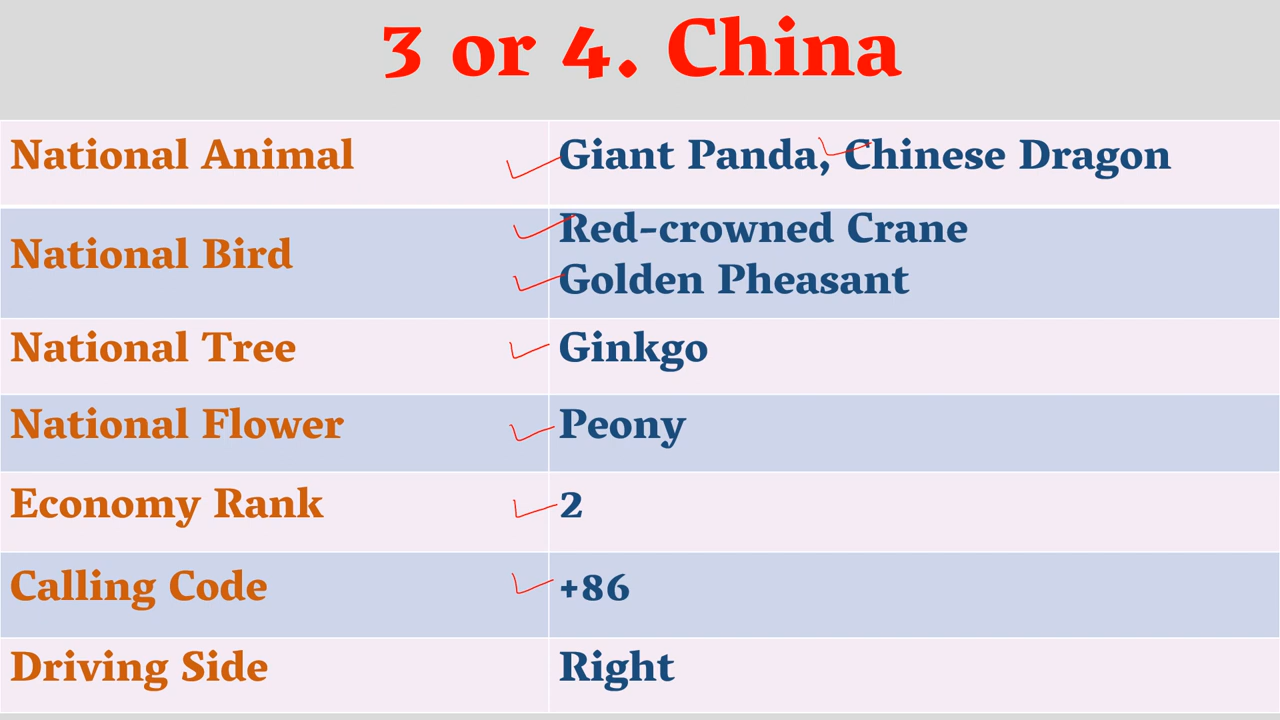 3 or 4. China
National Animal Giant Panda, Chinese Dragon
National Bird Red-crowned Crane
Golden Pheasant
National Tree Ginkgo
National Flower Peony
Economy Rank 2
Calling Code +86
Driving Side Right